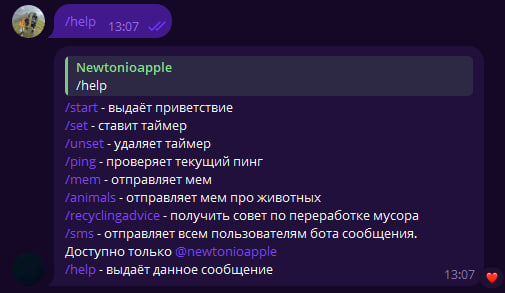 /help
13:07
Newtonioapple
/help
/start - выдаёт приветствие
/set - ставит таймер
/unset - удаляет таймер
/ping - проверяет текущий пинг
/mem - отправляет мем
/animals - отправляет мем про животных
/recyclingadvice - получить совет по переработке мусора
/sms - отправляет всем пользователям бота сообщения.
Доступно только @newtonioapple
/help - выдаёт данное сообщение
13:07